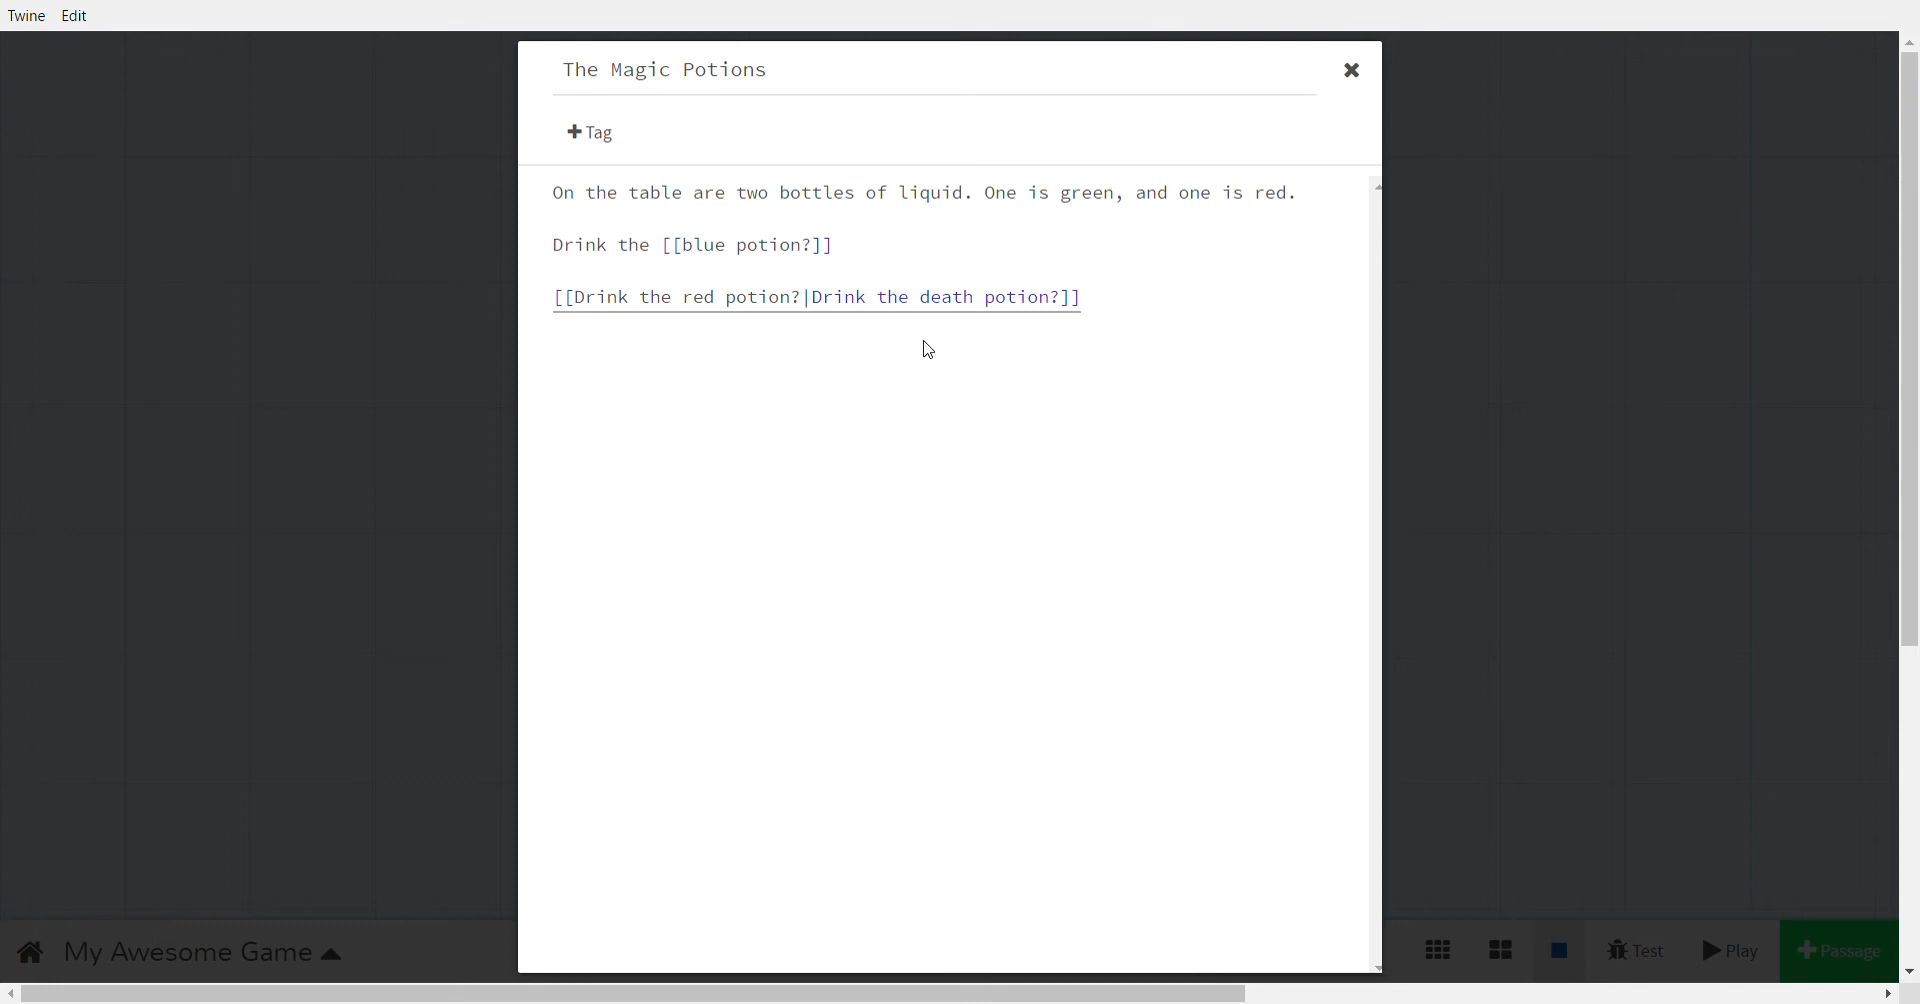 Twine Edit
The Magic Potions
Tag
On the table are two bottles of liquid. One is green, and one is red.
Drink the [[blue potion?]]
[[Drink the red potion?|Drink the death potion?]]
My Awesome Game
Test Play Passage